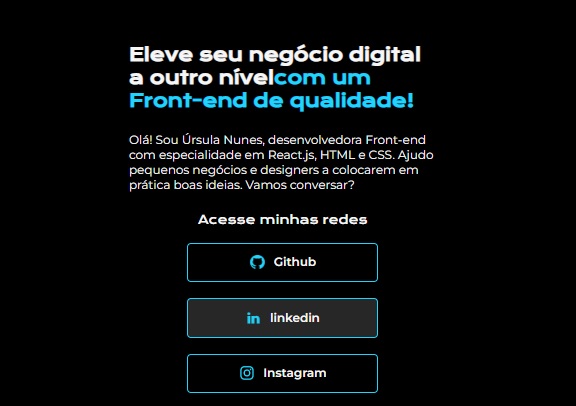 Eleve seu negócio digital
a outro nívelcom um
Front-end de qualidade!
Olá! Sou Úrsula Nunes, desenvolvedora Front-end
com especialidade em React.js, HTML e CSS. Ajudo
pequenos negócios e designers a colocarem em
prática boas ideias. Vamos conversar?
Acesse minhas redes
Github
linkedin
Instagram